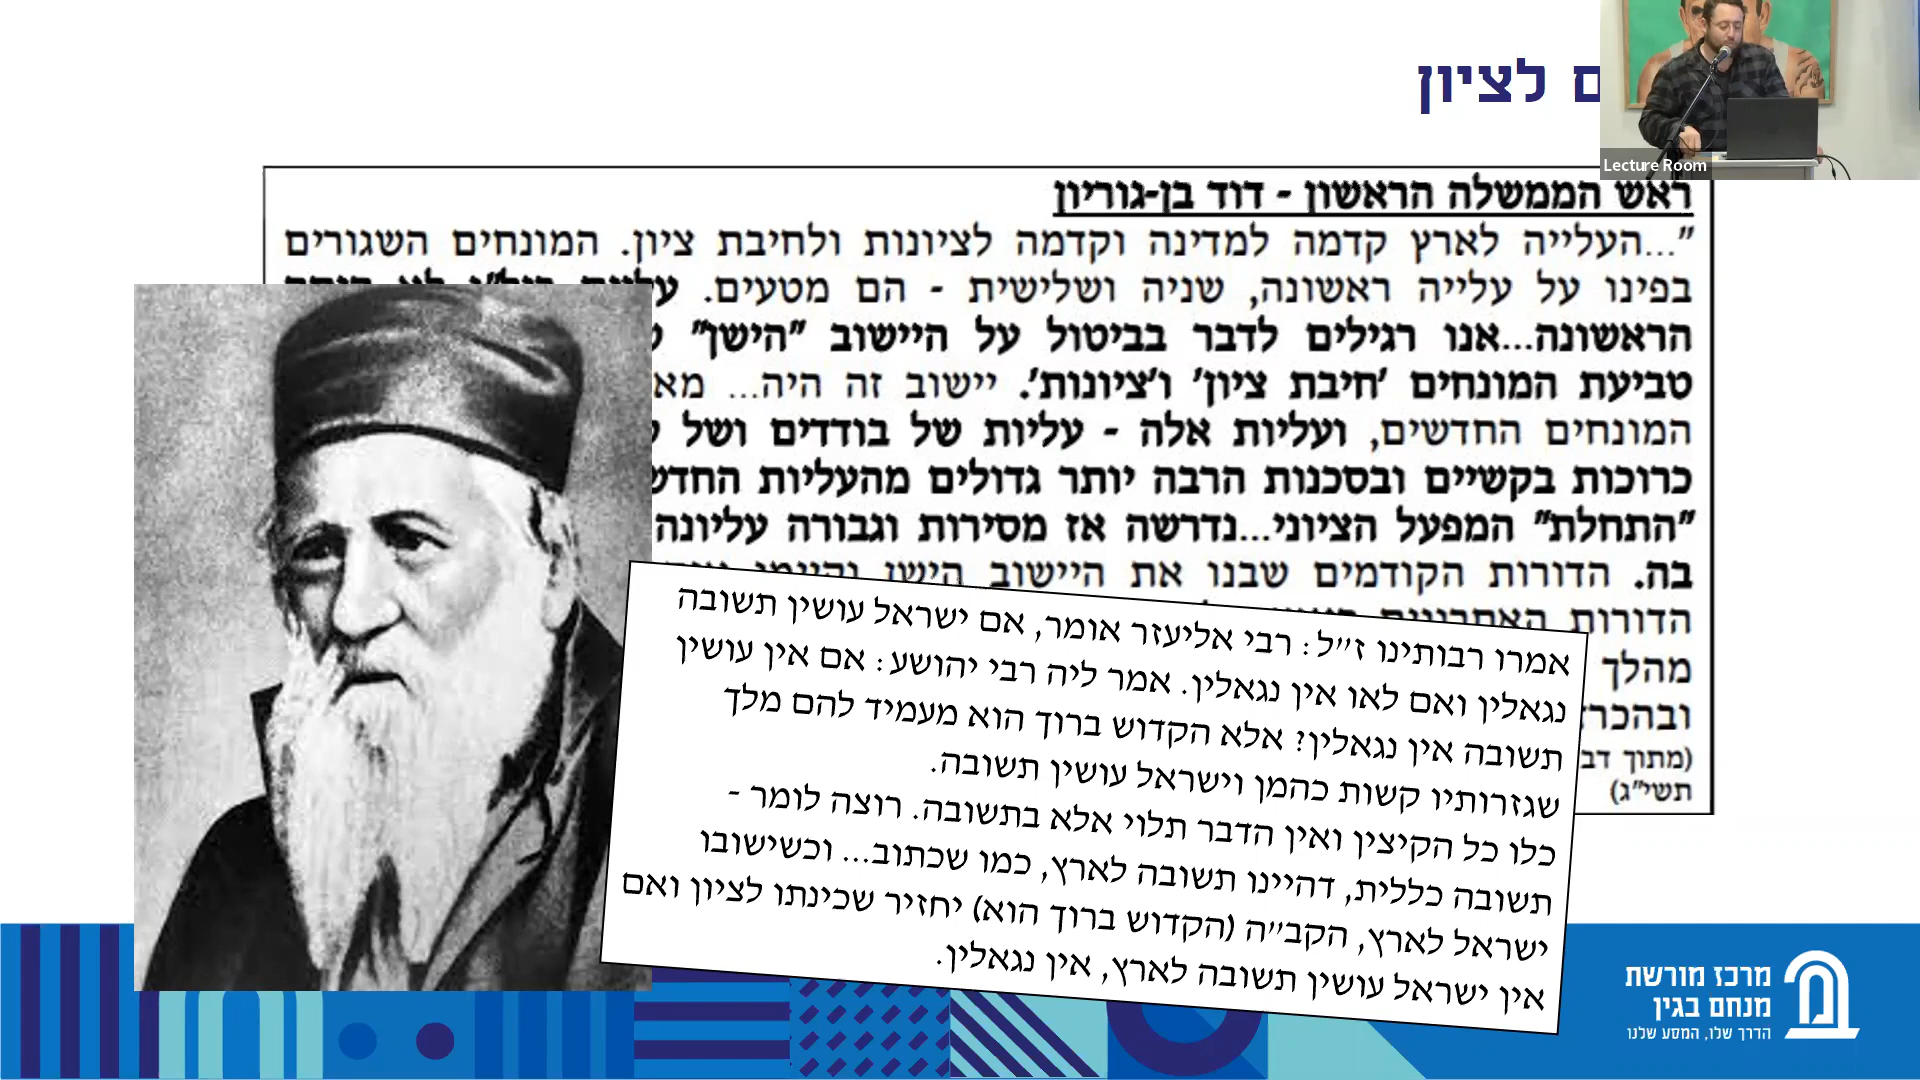 לציון
Lecture Room
ראש הממשלה הראשון - דוד בן-גוריון
"...העלייה לארץ קדמה למדינה וקדמה לציונות ולחיבת ציון. המונחים השגורים
בפינו על עלייה ראשונה, שניה ושלישית - הם מטעים.
הראשונה...אנו רגילים לדבר בביטול על היישוב "הישן"
טביעת המונחים 'חיבת ציון' ו'ציונות'. יישוב זה היה...
המונחים החדשים, ועליות אלה - עליות של בודדים ושל
כרוכות בקשיים ובסכנות הרבה יותר גדולים מהעליות
"התחלת" המפעל הציוני...נדרשה אז מסירות וגבורה עליונה
בה. הדורות הקודמים שבנו את היישוב הישן
הדורות
מהלך
(מתוך
תשי"ג)
אמרו רבותינו ז"ל: רבי אליעזר אומר, אם ישראל עושין תשובה
נגאלין ואם לאו אין נגאלין. אמר ליה רבי יהושע: אם אין עושין
תשובה אין נגאלין? אלא הקדוש ברוך הוא מעמיד להם מלך
שגזרותיו קשות כהמן וישראל עושין תשובה.
כלו כל הקיצין ואין הדבר תלוי אלא בתשובה. רוצה לומר -
תשובה כללית, דהיינו תשובה לארץ, כמו שכתוב... וכשישובו
ישראל לארץ, הקב"ה (הקדוש ברוך הוא) יחזיר שכינתו לציון ואם
אין ישראל עושין תשובה לארץ, אין נגאלין.
מרכז מורשת
מנחם בגין
הדרך שלו, המסע שלנו